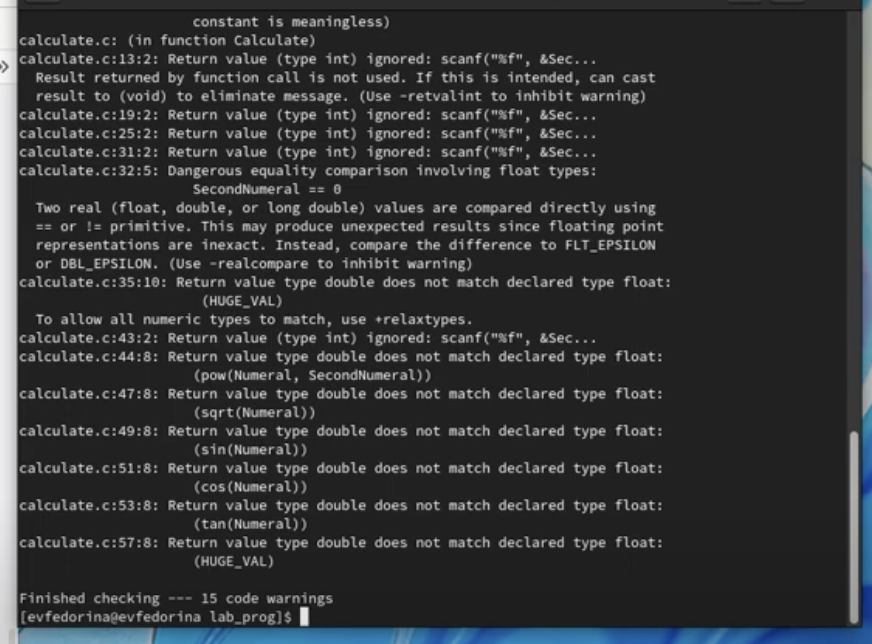 constant is meaningless)
calculate.c: (in function Calculate)
calculate.c:13:2: Return value (type int) ignored: scanf("%f", &Sec...
Result returned by function call is not used. If this is intended, can cast
result to (void) to eliminate message. (Use -retvalint to inhibit warning)
calculate.c:19:2: Return value (type int) ignored: scanf("%f", &Sec...
calculate.c:25:2: Return value (type int) ignored: scanf("%f", &Sec...
calculate.c:31:2: Return value (type int) ignored: scanf("%f", &Sec...
calculate.c:32:5: Dangerous equality comparison involving float types:
SecondNumeral == 0
Two real (float, double, or long double) values are compared directly using
== or != primitive. This may produce unexpected results since floating point
representations are inexact. Instead, compare the difference to FLT_EPSILON
or DBL_EPSILON. (Use -realcompare to inhibit warning)
calculate.c:35:10: Return value type double does not match declared type float:
(HUGE_VAL)
To allow all numeric types to match, use +relaxtypes.
calculate.c:43:2: Return value (type int) ignored: scanf("%f", &Sec...
calculate.c:44:8: Return value type double does not match declared type float:
(pow(Numeral, SecondNumeral))
calculate.c:47:8: Return value type double does not match declared type float:
(sqrt(Numeral))
calculate.c:49:8: Return value type double does not match declared type float:
(sin(Numeral))
calculate.c:51:8: Return value type double does not match declared type float:
(cos(Numeral))
calculate.c:53:8: Return value type double does not match declared type float:
(tan(Numeral))
calculate.c:57:8: Return value type double does not match declared type float:
(HUGE_VAL)
Finished checking --- 15 code warnings
[evfedorina@evfedorina lab_prog]$